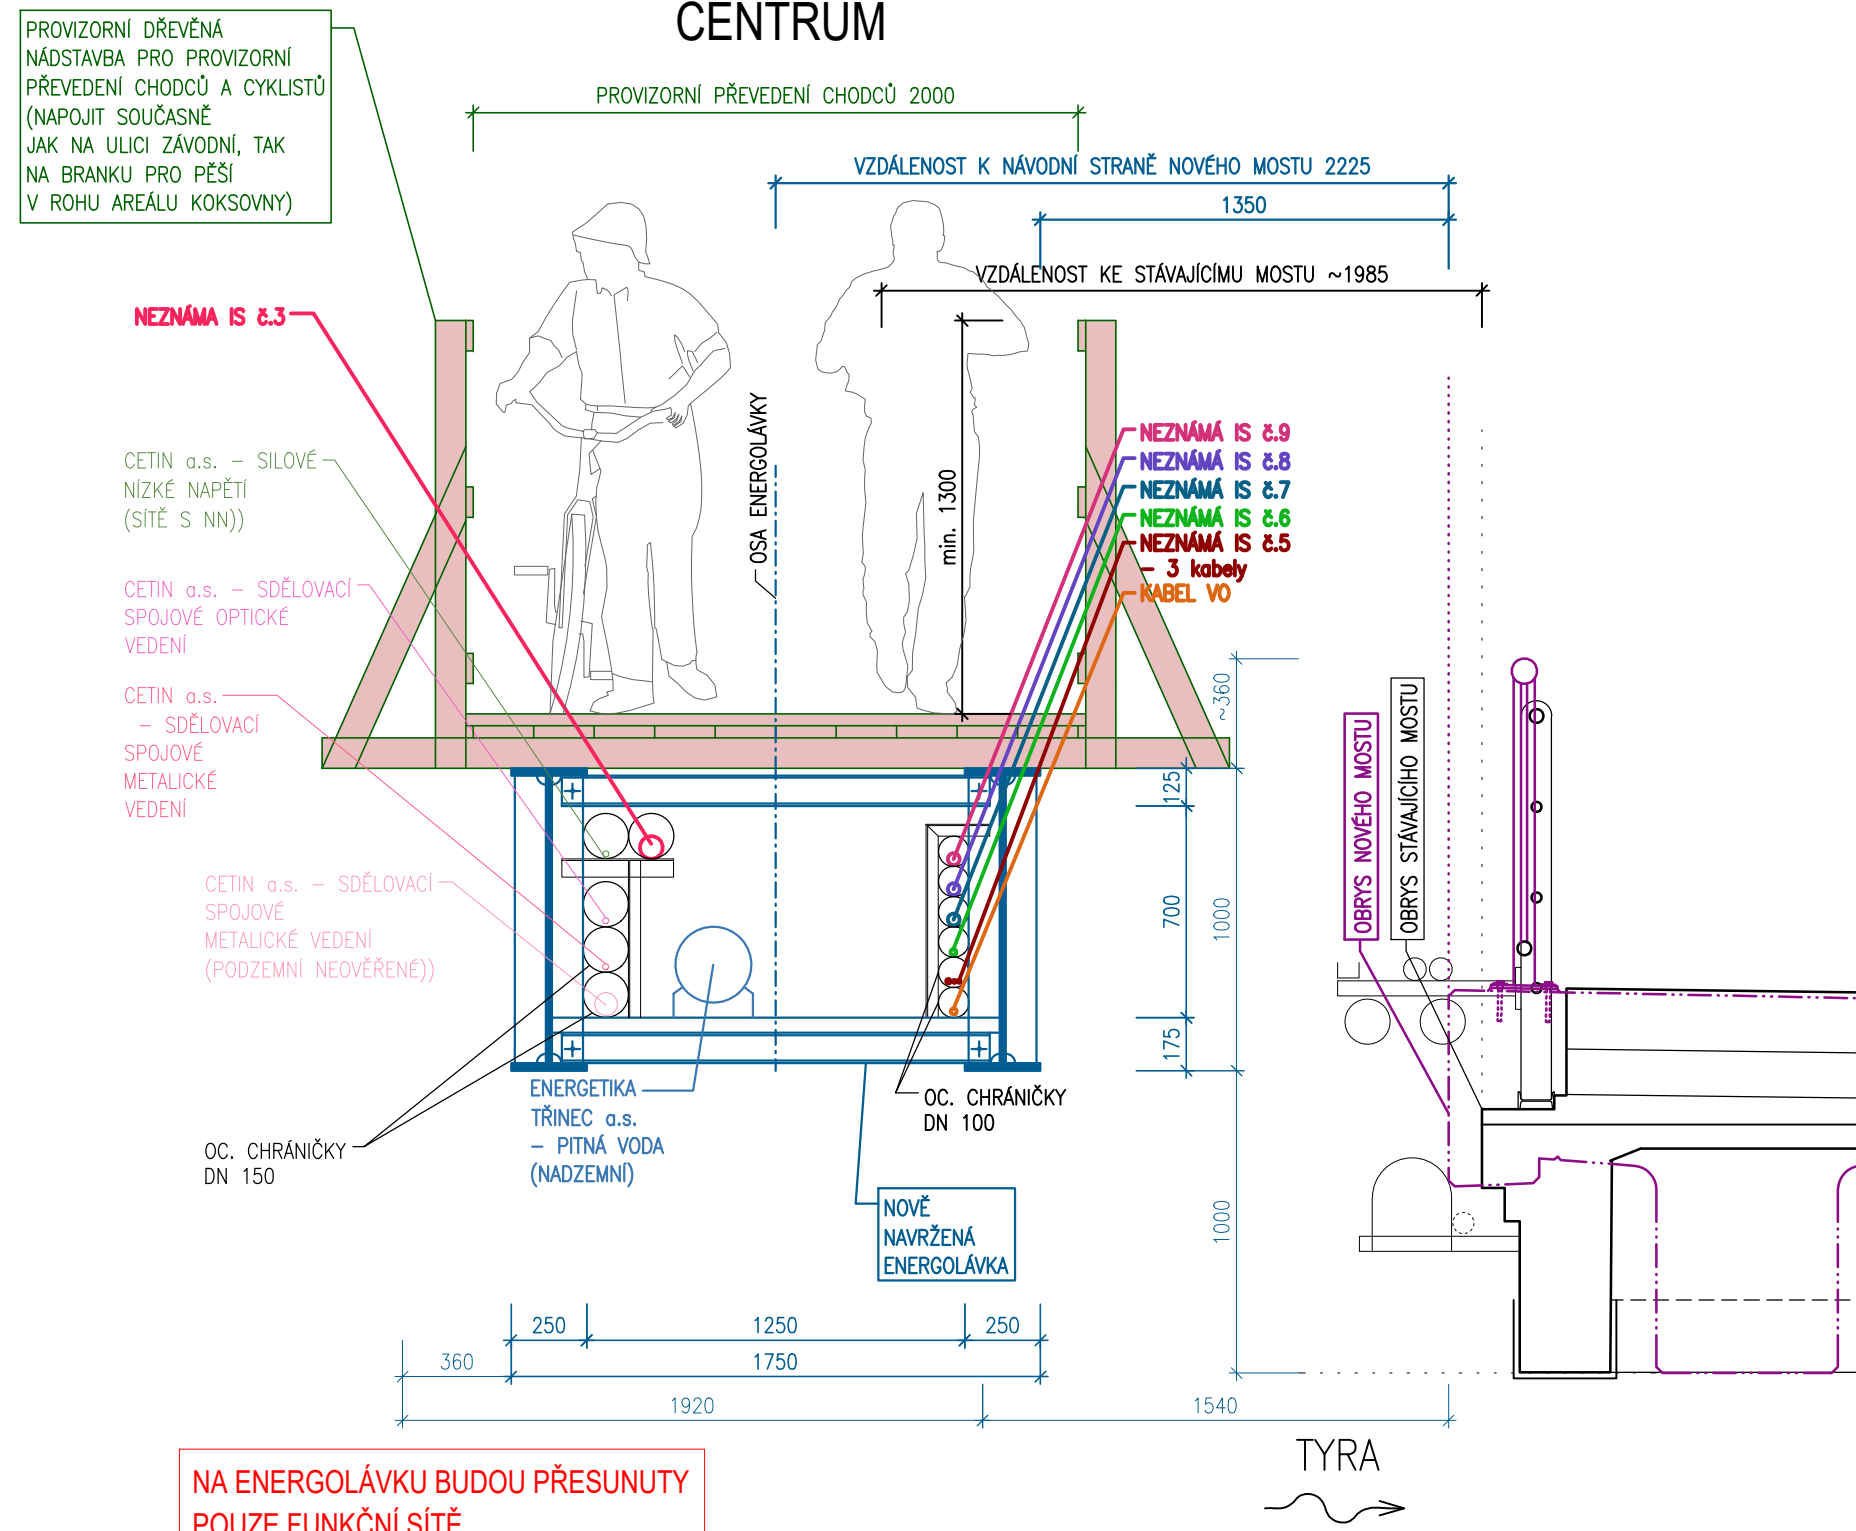 CENTRUM
PROVIZORNÍ DŘEVĚNÁ
NÁDSTAVBA PRO PROVIZORNÍ
PŘEVEDENÍ CHODCŮ A CYKLISTŮ
(NAPOJIT SOUČASNĚ
JAK NA ULICI ZÁVODNÍ, TAK
NA BRANKU PRO PĚŠÍ
V ROHU AREÁLU KOKSOVNY)
PROVIZORNÍ PŘEVEDENÍ CHODCŮ 2000
VZDÁLENOST K NÁVODNÍ STRANĚ NOVÉHO MOSTU 2225
1350
VZDÁLENOST KE STÁVAJÍCÍMU MOSTU ~1985
NEZNÁMA IS č.3
CETIN a.s. – SILOVÉ
NÍZKÉ NAPĚTÍ
(SÍTĚ S NN))
CETIN a.s. – SDĚLOVACÍ
SPOJOVÉ OPTICKÉ
VEDENÍ
CETIN a.s.
– SDĚLOVACÍ
SPOJOVÉ
METALICKÉ
VEDENÍ
CETIN a.s. – SDĚLOVACÍ
SPOJOVÉ
METALICKÉ VEDENÍ
(PODZEMNÍ NEOVĚŘENÉ))
OSA ENERGOLÁVKY
min. 1300
NEZNÁMÁ IS č.9
NEZNÁMÁ IS č.8
NEZNÁMÁ IS č.7
NEZNÁMÁ IS č.6
NEZNÁMÁ IS č.5
– 3 kabely
KABEL VO
~360
125
700
1000
175
1000
OBRYS NOVÉHO MOSTU
OBRYS STÁVAJÍCÍHO MOSTU
OC. CHRÁNIČKY
DN 150
ENERGETIKA
TŘINEC a.s.
– PITNÁ VODA
(NADZEMNÍ)
OC. CHRÁNIČKY
DN 100
NOVĚ
NAVRŽENÁ
ENERGOLÁVKA
250
1250
250
360
1750
1920
1540
TYRA
NA ENERGOLÁVKU BUDOU PŘESUNUTY
POUZE FUNKČNÍ SÍTĚ